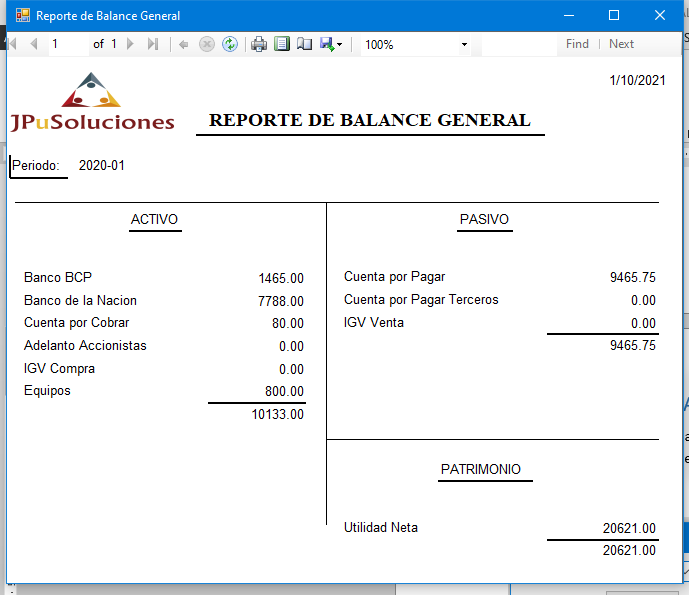 Reporte de Balance General
1 of 1 100% Find | Next
1/10/2021
JPuSoluciones
REPORTE DE BALANCE GENERAL
Periodo: 2020-01
ACTIVO
Banco BCP 1465.00
Banco de la Nacion 7788.00
Cuenta por Cobrar 80.00
Adelanto Accionistas 0.00
IGV Compra 0.00
Equipos 800.00
10133.00
PASIVO
Cuenta por Pagar 9465.75
Cuenta por Pagar Terceros 0.00
IGV Venta 0.00
9465.75
PATRIMONIO
Utilidad Neta 20621.00
20621.00